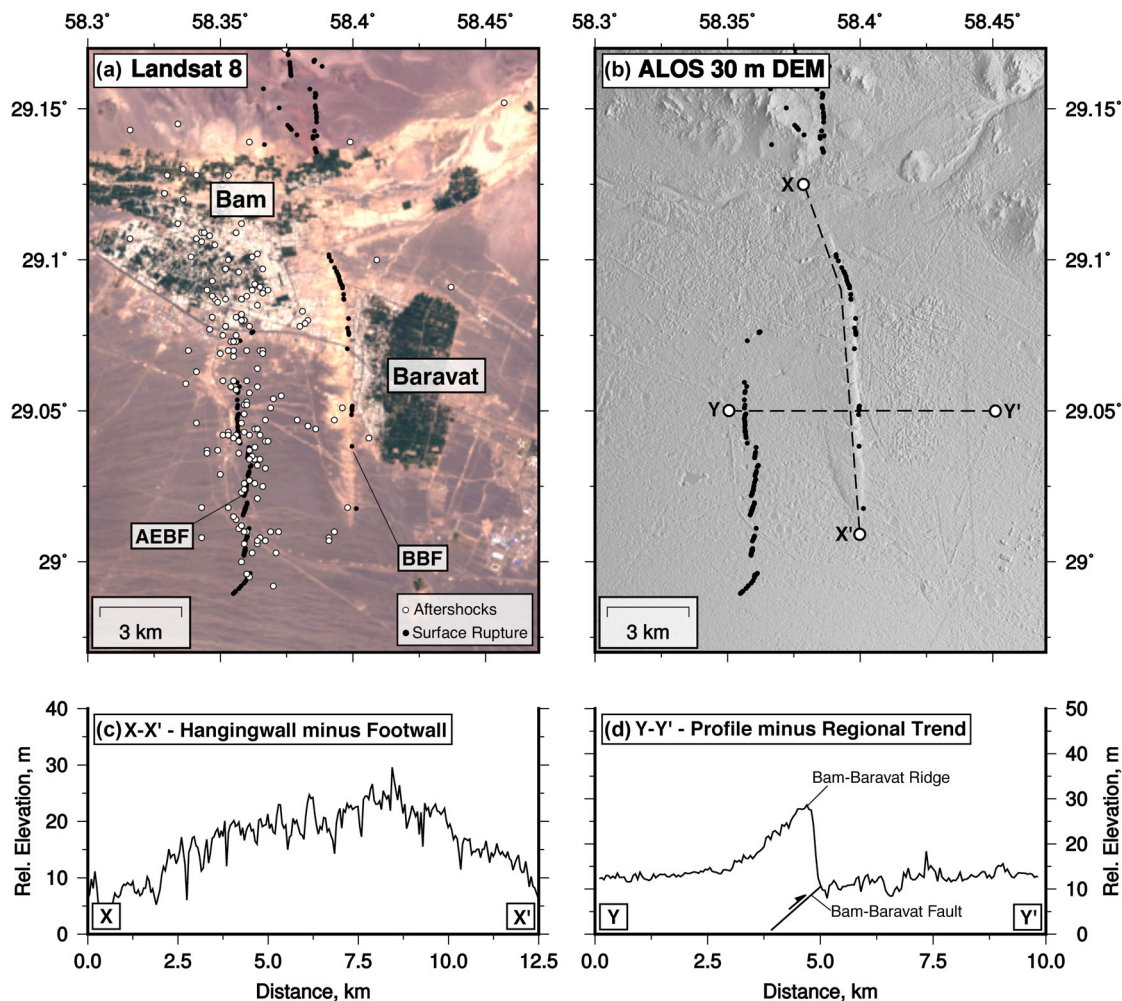 58.3˚ 58.35˚ 58.4˚ 58.35˚ 58.4˚ 58.45˚
(a) Landsat 8
(b) ALOS 30 m DEM
29.15˚ 29.15˚
Bam
X
29.1˚ 29.1˚
Baravat
29.05˚ Y Y' 29.05˚
AEBF
BBF
X'
29˚ 29˚
Aftershocks
Surface Rupture
3 km
3 km
(c) X-X' - Hangingwall minus Footwall
(d) Y-Y' - Profile minus Regional Trend
Rel. Elevation, m
40
30
20
10
0
X X'
0.0 2.5 5.0 7.5 10.0 12.5
Distance, km
Bam-Baravat Ridge
Bam-Baravat Fault
Y Y'
50
40
30
20
10
0
Rel. Elevation, m
0.0 2.5 5.0 7.5 10.0
Distance, km